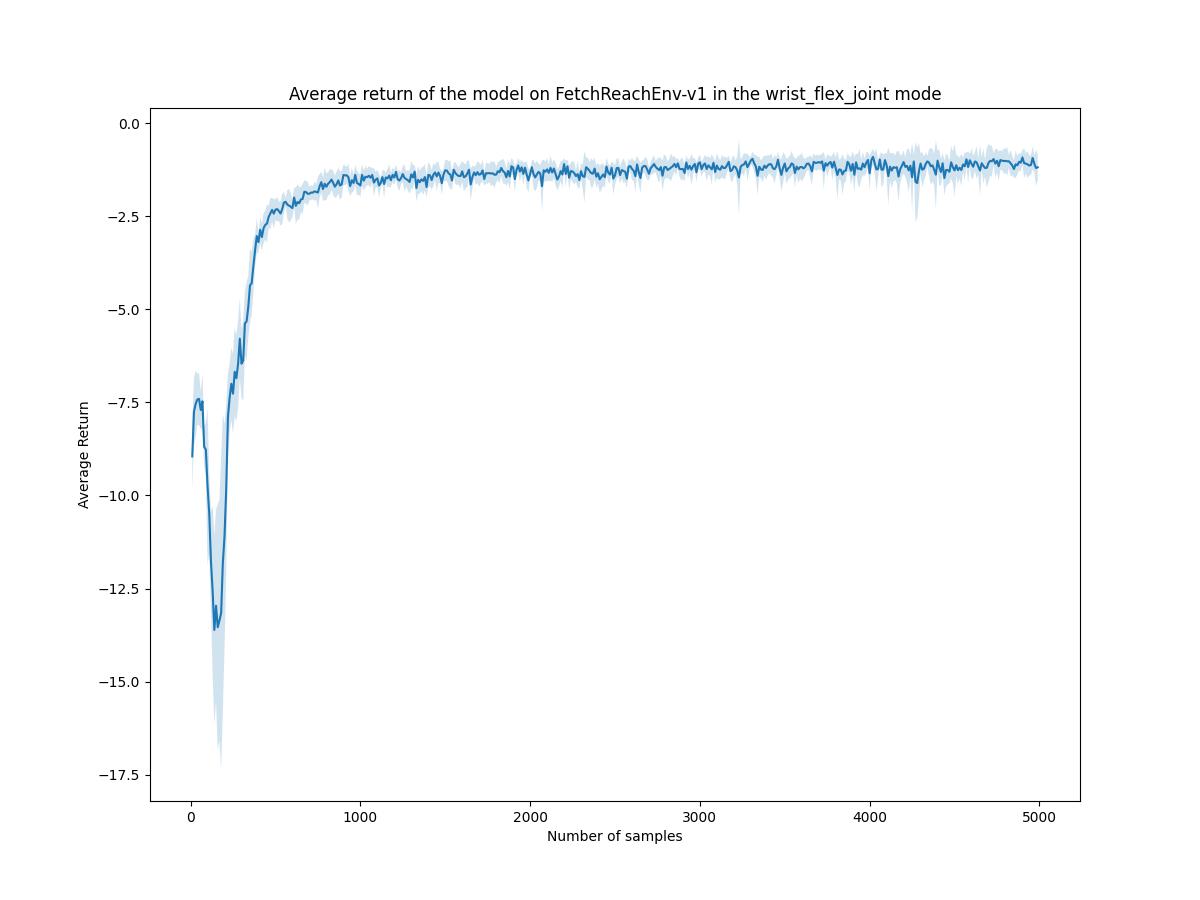 Average return of the model on FetchReachEnv-v1 in the wrist_flex_joint mode
0.0
−2.5
−5.0
−7.5
−10.0
−12.5
−15.0
−17.5
Average Return
0 1000 2000 3000 4000 5000
Number of samples